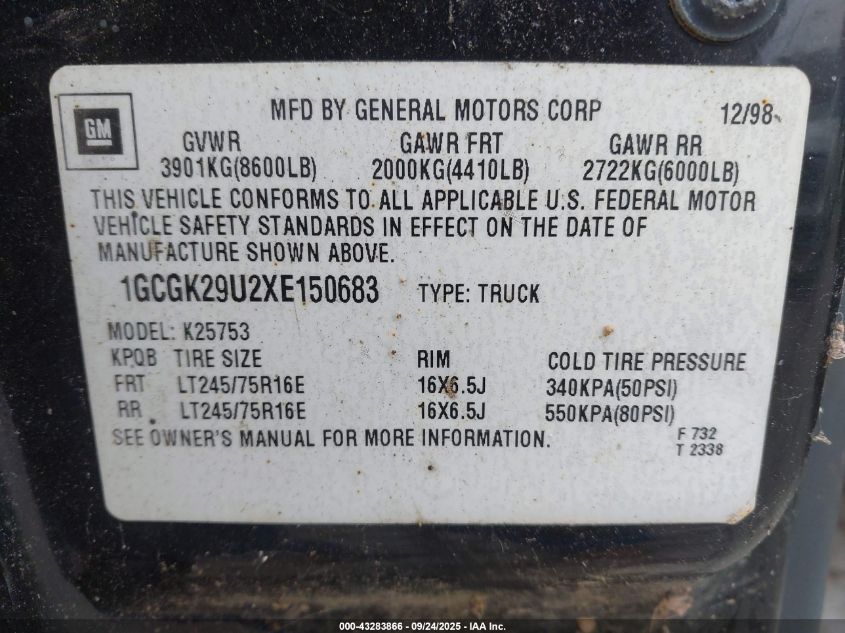 MFD BY GENERAL MOTORS CORP 12/98
GM
GVWR GAWR FRT GAWR RR
3901KG(8600LB) 2000KG(4410LB) 2722KG(6000LB)
THIS VEHICLE CONFORMS TO ALL APPLICABLE U.S. FEDERAL MOTOR
VEHICLE SAFETY STANDARDS IN EFFECT ON THE DATE OF
MANUFACTURE SHOWN ABOVE.
1GCGK29U2XE150683 TYPE: TRUCK
MODEL: K25753
KPQB TIRE SIZE RIM COLD TIRE PRESSURE
FRT LT245/75R16E 16X6.5J 340KPA(50PSI)
RR LT245/75R16E 16X6.5J 550KPA(80PSI)
SEE OWNER'S MANUAL FOR MORE INFORMATION.
F 732
T 2338
000-43283866 - 09/24/2025 - IAA Inc.